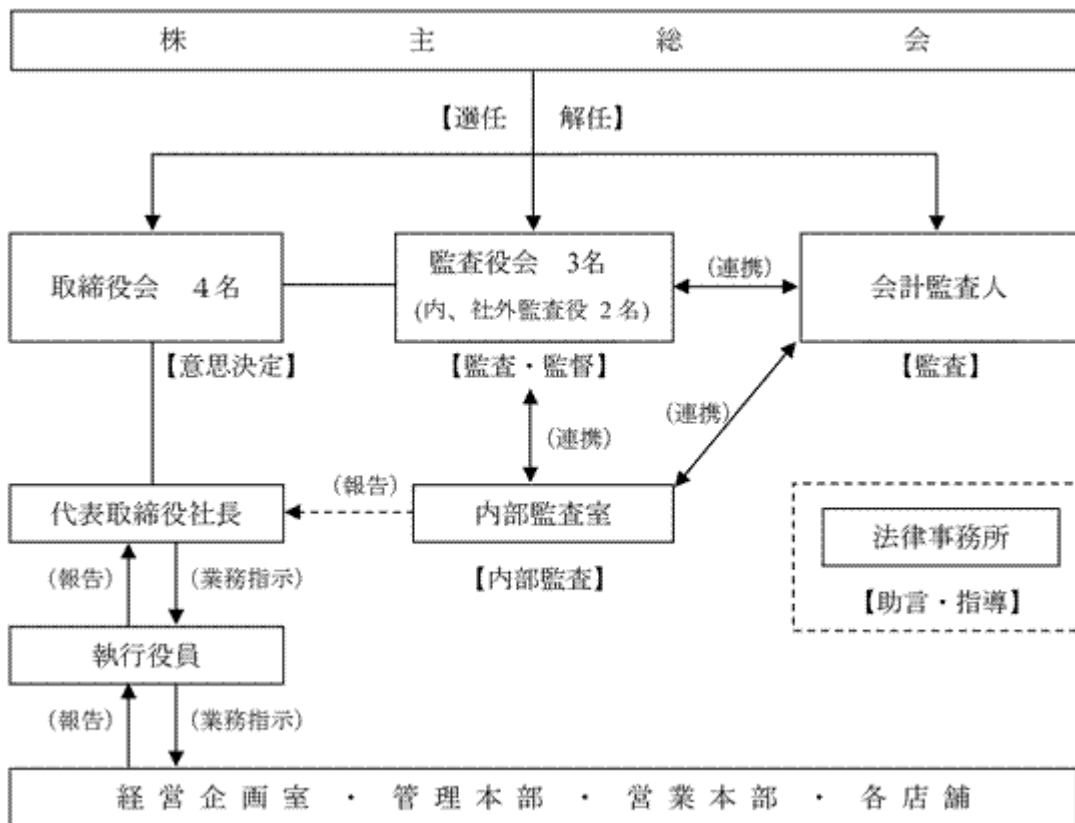 株主総会
【選任 解任】
取締役会 4名
監査役会 3名
(内、社外監査役 2名)
(連携)
会計監査人
【意思決定】
【監査・監督】
【監査】
(連携)
(連携)
代表取締役社長
(報告)
内部監査室
法律事務所
【内部監査】
【助言・指導】
(報告)
(業務指示)
執行役員
(報告)
(業務指示)
経営企画室・管理本部・営業本部・各店舗